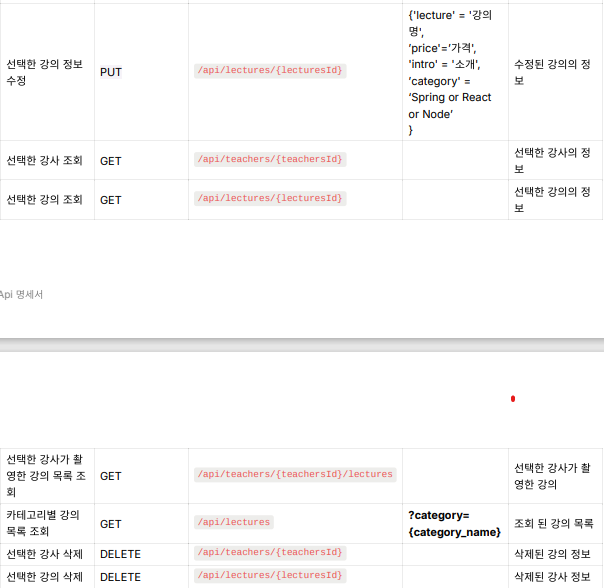 {'lecture' = '강의
명',
‘price'=‘가격',
'intro' = '소개',
‘category' =
‘Spring or React
or Node’
}
선택한 강의 정보
수정
PUT
/api/lectures/{lecturesId}
수정된 강의의 정
보
선택한 강사 조회
GET
/api/teachers/{teachersId}
선택한 강사의 정
보
선택한 강의 조회
GET
/api/lectures/{lecturesId}
선택한 강의의 정
보
Api 명세서
선택한 강사가 촬
영한 강의 목록 조
회
GET
/api/teachers/{teachersId}/lectures
선택한 강사가 촬
영한 강의
카테고리별 강의
목록 조회
GET
/api/lectures
?category=
{category_name}
조회 된 강의 목록
선택한 강사 삭제
DELETE
/api/teachers/{teachersId}
삭제된 강의 정보
선택한 강의 삭제
DELETE
/api/lectures/{lecturesId}
삭제된 강사 정보